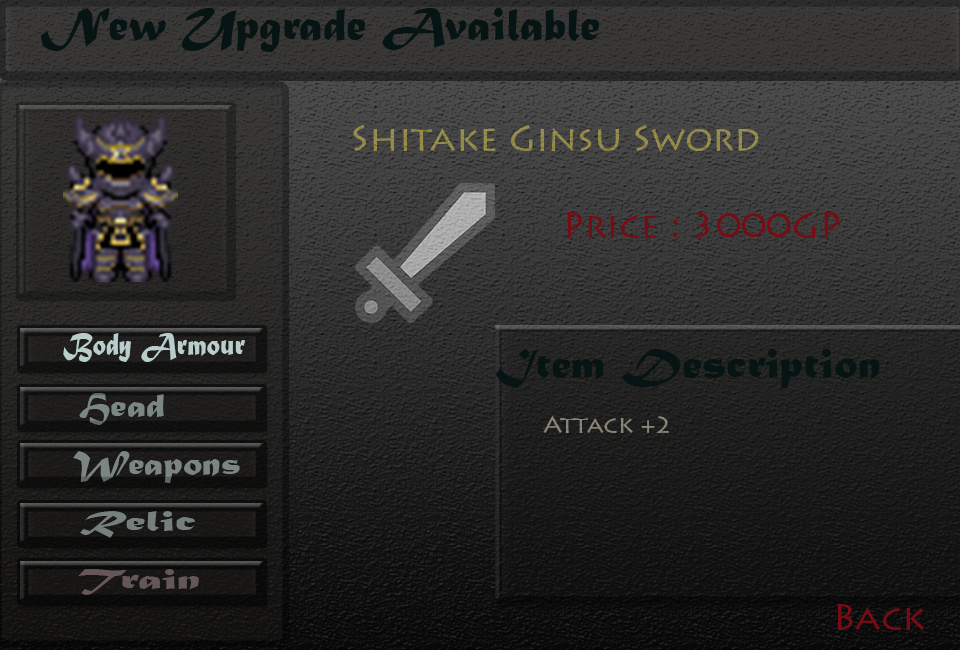 New Upgrade Available
Shitake Ginsu Sword
Price : 3000GP
Body Armour
Head
Weapons
Relic
Train
Item Description
Attack +2
Back